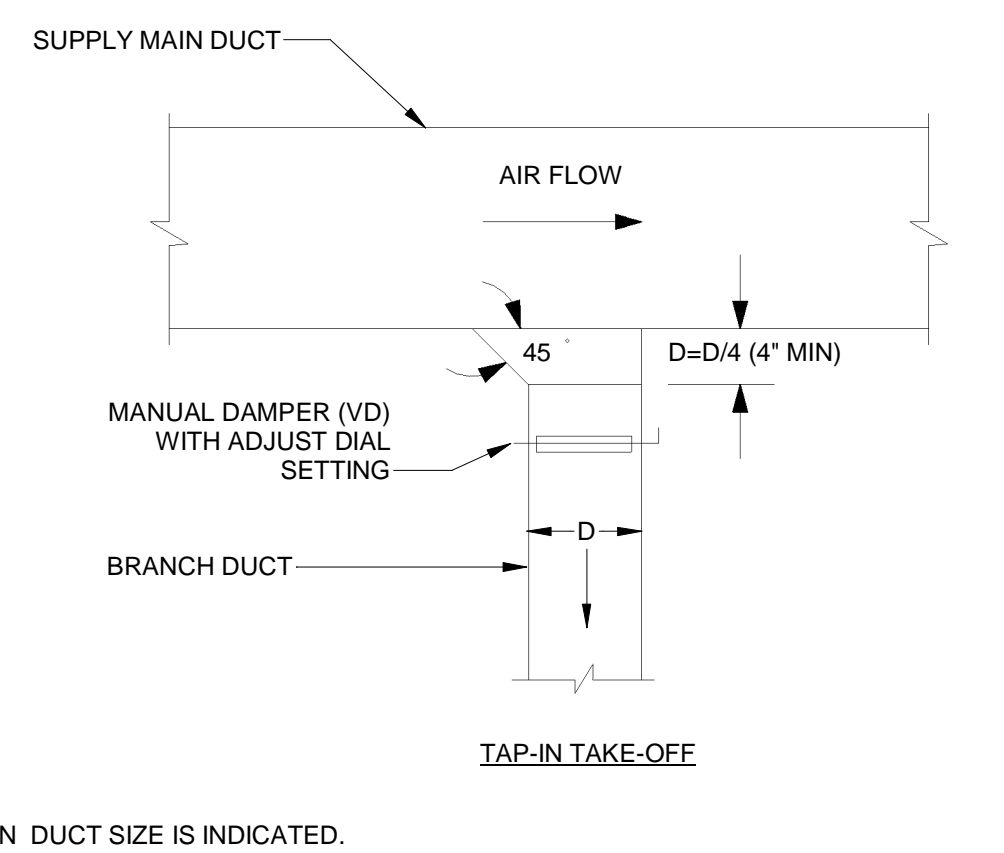 SUPPLY MAIN DUCT
AIR FLOW
45 °
D=D/4 (4" MIN)
MANUAL DAMPER (VD)
WITH ADJUST DIAL
SETTING
D
BRANCH DUCT
TAP-IN TAKE-OFF
N DUCT SIZE IS INDICATED.